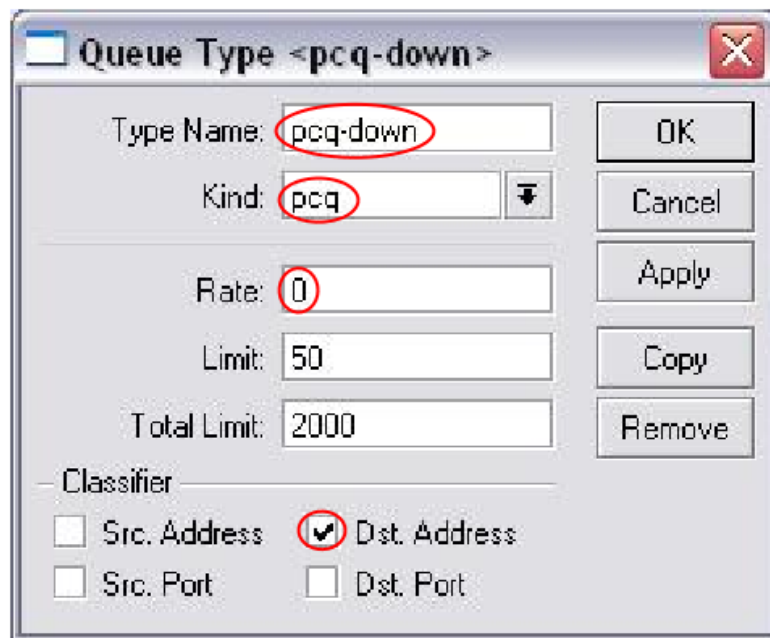 Queue Type <pcq-down>
Type Name: pcq-down
OK
Kind: pcq
Cancel
Apply
Rate: 0
Limit: 50
Copy
Total Limit: 2000
Remove
Classifier
Src. Address Dst. Address
Src. Port Dst. Port